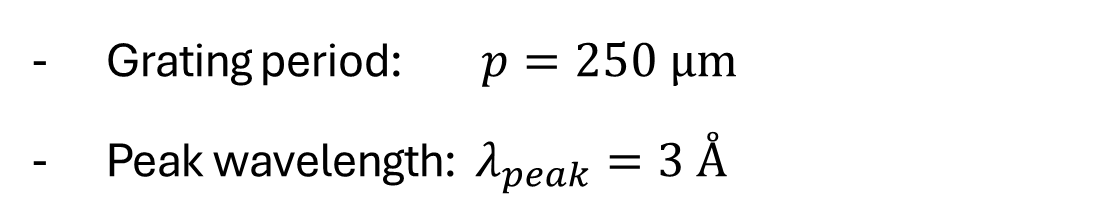 - Grating period: p = 250 μm
- Peak wavelength: λ_peak = 3 Å